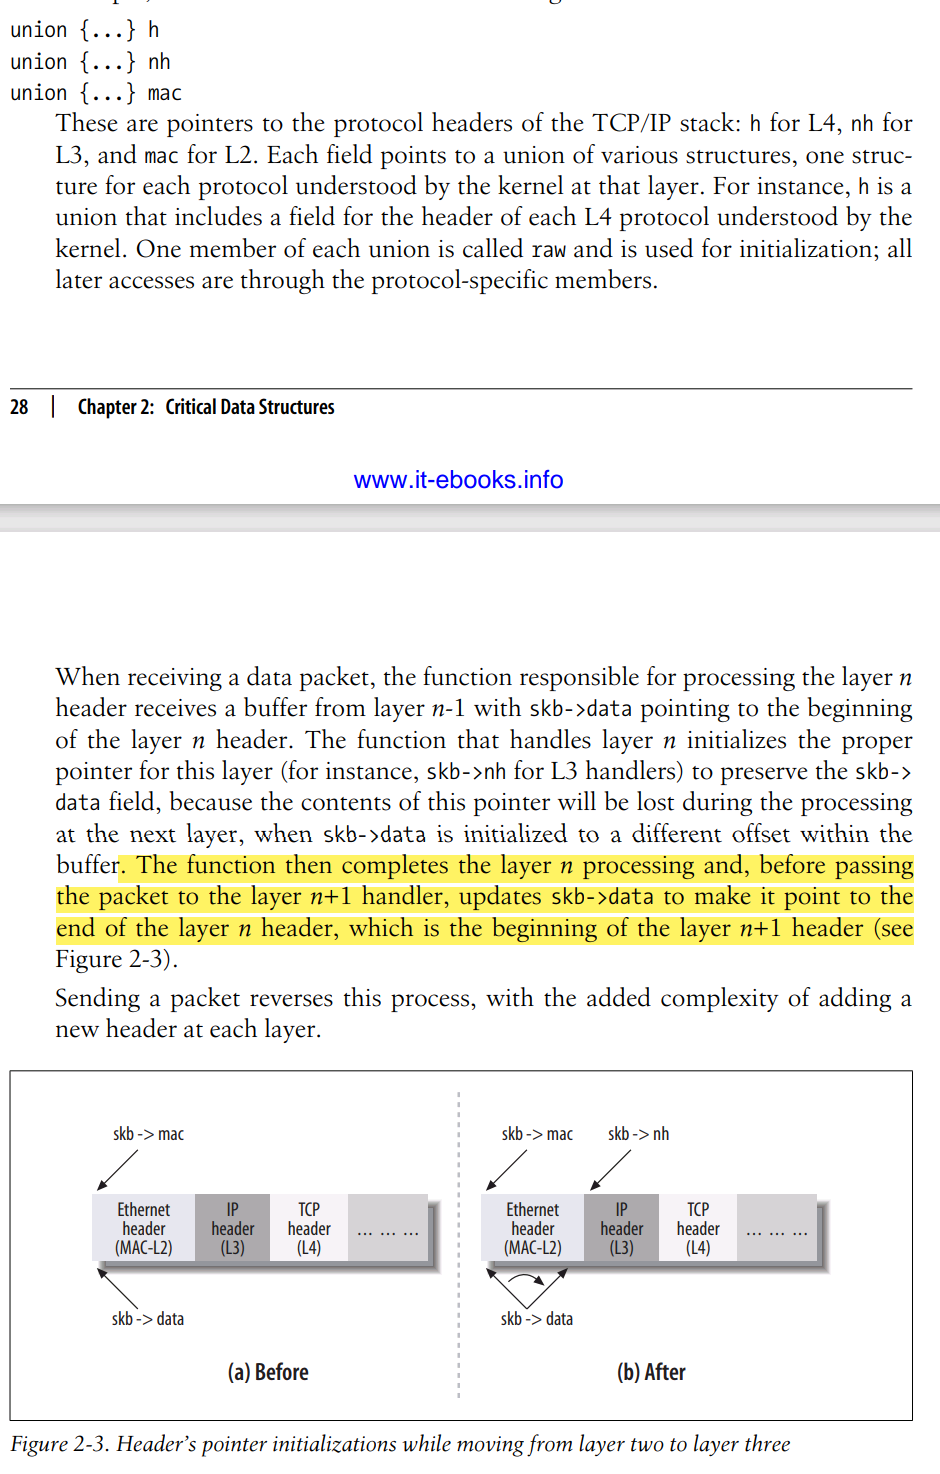 union {...} h
union {...} nh
union {...} mac
These are pointers to the protocol headers of the TCP/IP stack: h for L4, nh for
L3, and mac for L2. Each field points to a union of various structures, one struc-
ture for each protocol understood by the kernel at that layer. For instance, h is a
union that includes a field for the header of each L4 protocol understood by the
kernel. One member of each union is called raw and is used for initialization; all
later accesses are through the protocol-specific members.
28 | Chapter 2: Critical Data Structures
www.it-ebooks.info
When receiving a data packet, the function responsible for processing the layer n
header receives a buffer from layer n-1 with skb->data pointing to the beginning
of the layer n header. The function that handles layer n initializes the proper
pointer for this layer (for instance, skb->nh for L3 handlers) to preserve the skb->
data field, because the contents of this pointer will be lost during the processing
at the next layer, when skb->data is initialized to a different offset within the
buffer. The function then completes the layer n processing and, before passing
the packet to the layer n+1 handler, updates skb->data to make it point to the
end of the layer n header, which is the beginning of the layer n+1 header (see
Figure 2-3).
Sending a packet reverses this process, with the added complexity of adding a
new header at each layer.
skb -> mac
Ethernet
header
(MAC-L2)
IP
header
(L3)
TCP
header
(L4)
... ... ...
skb -> data
(a) Before
skb -> mac
skb -> nh
Ethernet
header
(MAC-L2)
IP
header
(L3)
TCP
header
(L4)
... ... ...
skb -> data
(b) After
Figure 2-3. Header's pointer initializations while moving from layer two to layer three